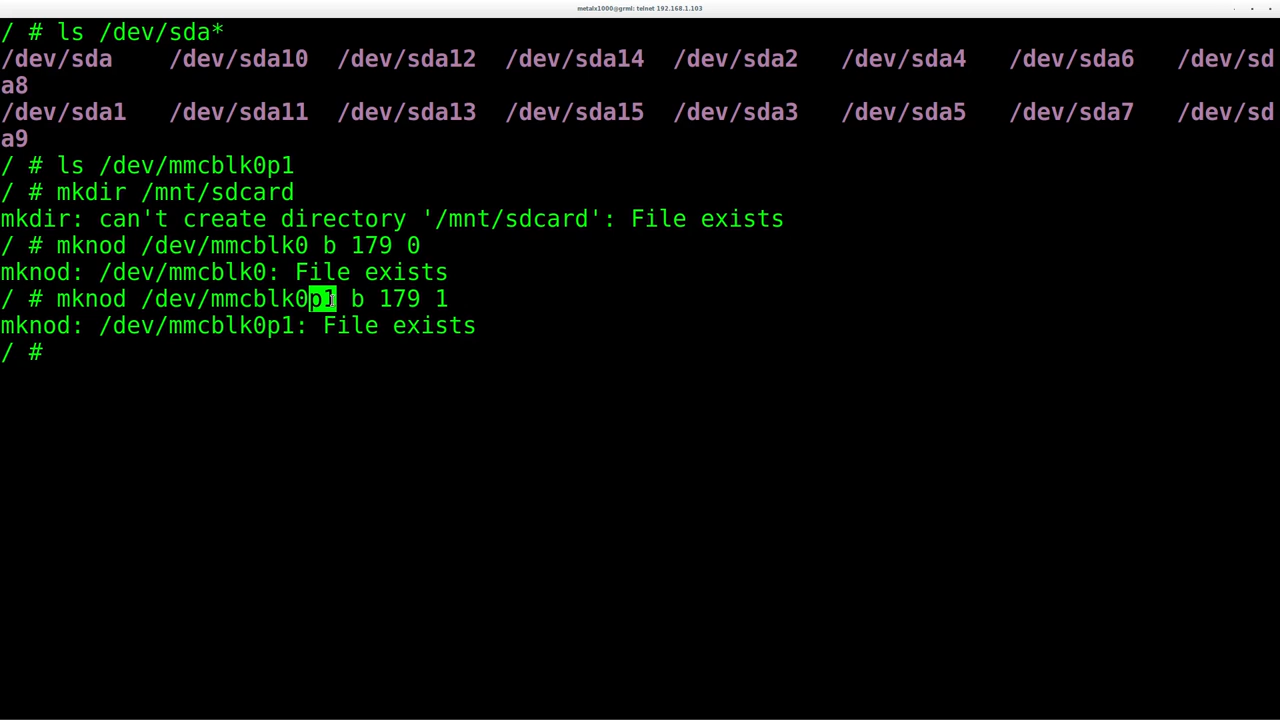 metalx1000@grml: telnet 192.168.1.103
/ # ls /dev/sda*
/dev/sda    /dev/sda10  /dev/sda12  /dev/sda14  /dev/sda2   /dev/sda4   /dev/sda6   /dev/sd
a8
/dev/sda1   /dev/sda11  /dev/sda13  /dev/sda15  /dev/sda3   /dev/sda5   /dev/sda7   /dev/sd
a9
/ # ls /dev/mmcblk0p1
/ # mkdir /mnt/sdcard
mkdir: can't create directory '/mnt/sdcard': File exists
/ # mknod /dev/mmcblk0 b 179 0
mknod: /dev/mmcblk0: File exists
/ # mknod /dev/mmcblk0p1 b 179 1
mknod: /dev/mmcblk0p1: File exists
/ #